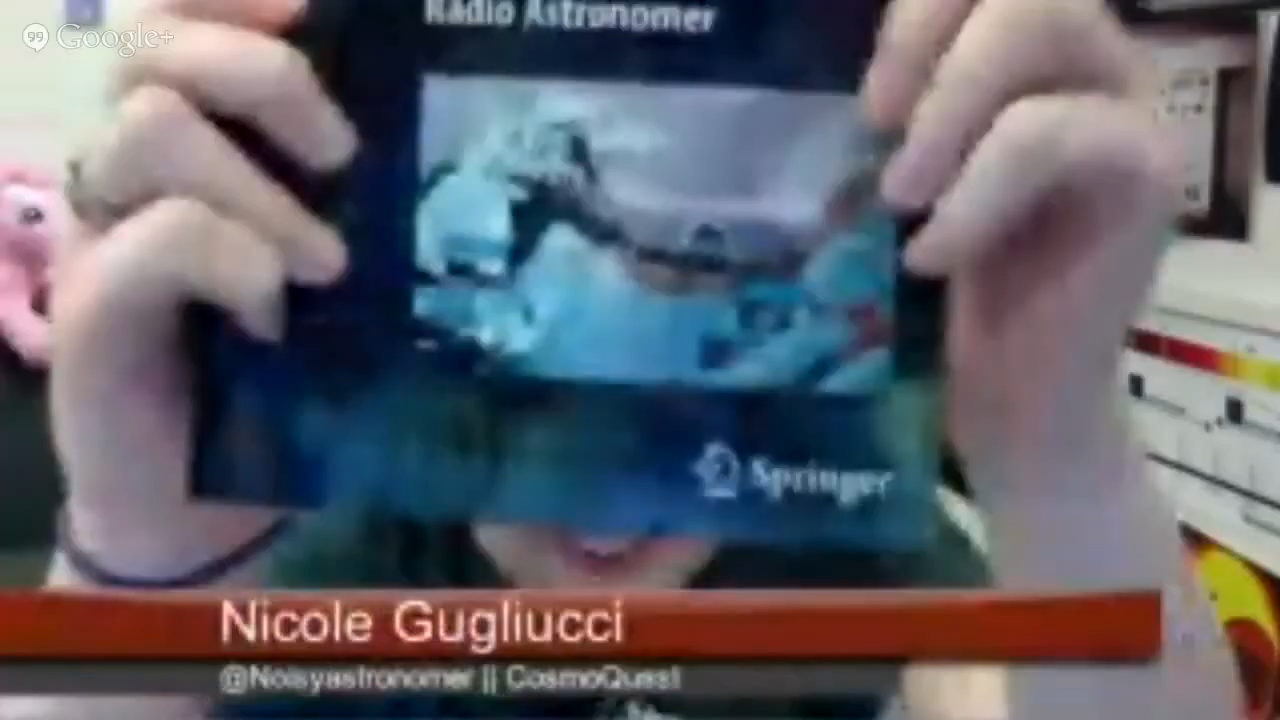 Google+
Radio Astronomer
Springer
Nicole Gugliucci
@Noisyastronomer || CosmoQuest